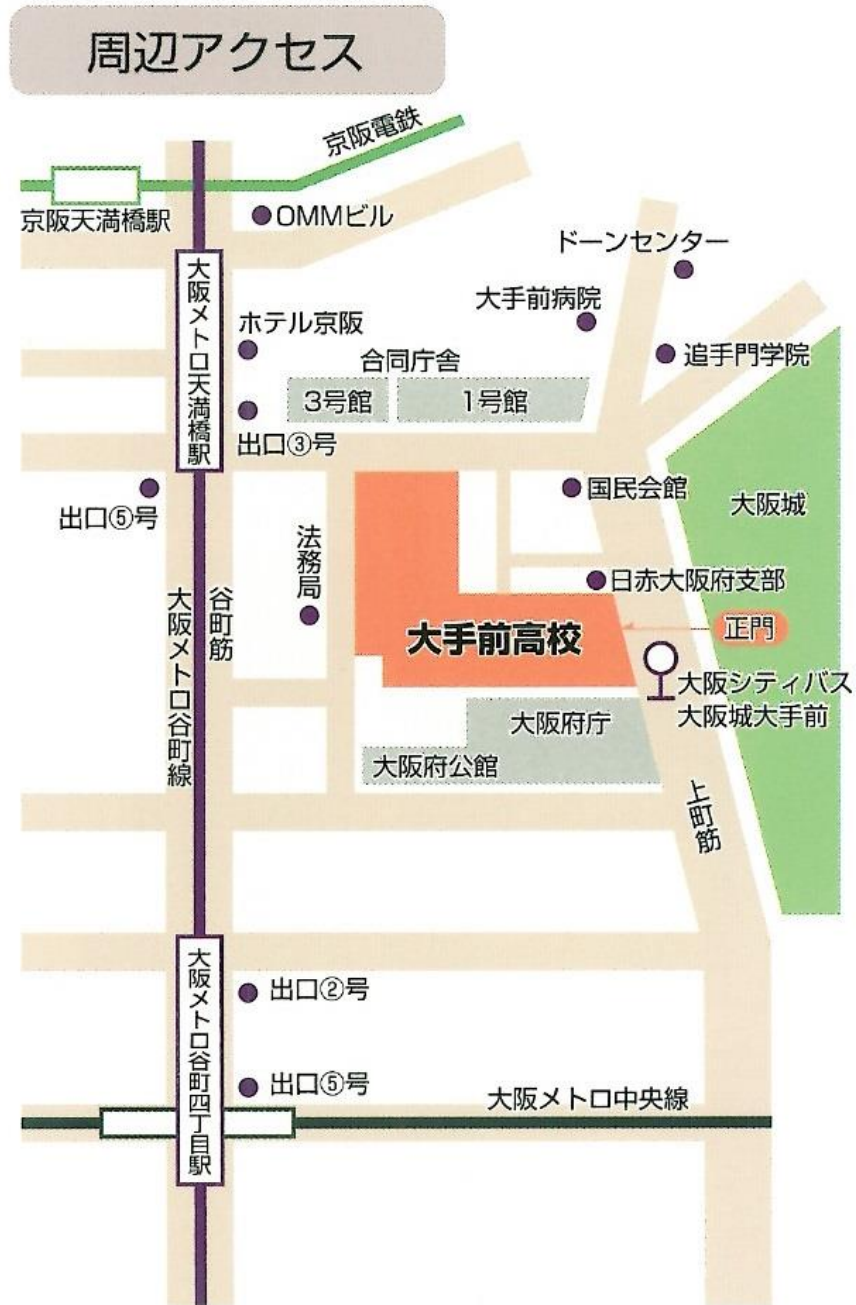 周辺アクセス
京阪電鉄
京阪天満橋駅
OMMビル
ドーンセンター
大阪メトロ天満橋駅
ホテル京阪
大手前病院
合同庁舎
追手門学院
3号館
1号館
出口③号
出口⑤号
国民会館
大阪城
法務局
日赤大阪府支部
谷町筋
大阪メトロ谷町線
大手前高校
正門
大阪シティバス
大阪城大手前
大阪府庁
大阪府公館
上町筋
大阪メトロ谷町四丁目駅
出口②号
出口⑤号
大阪メトロ中央線